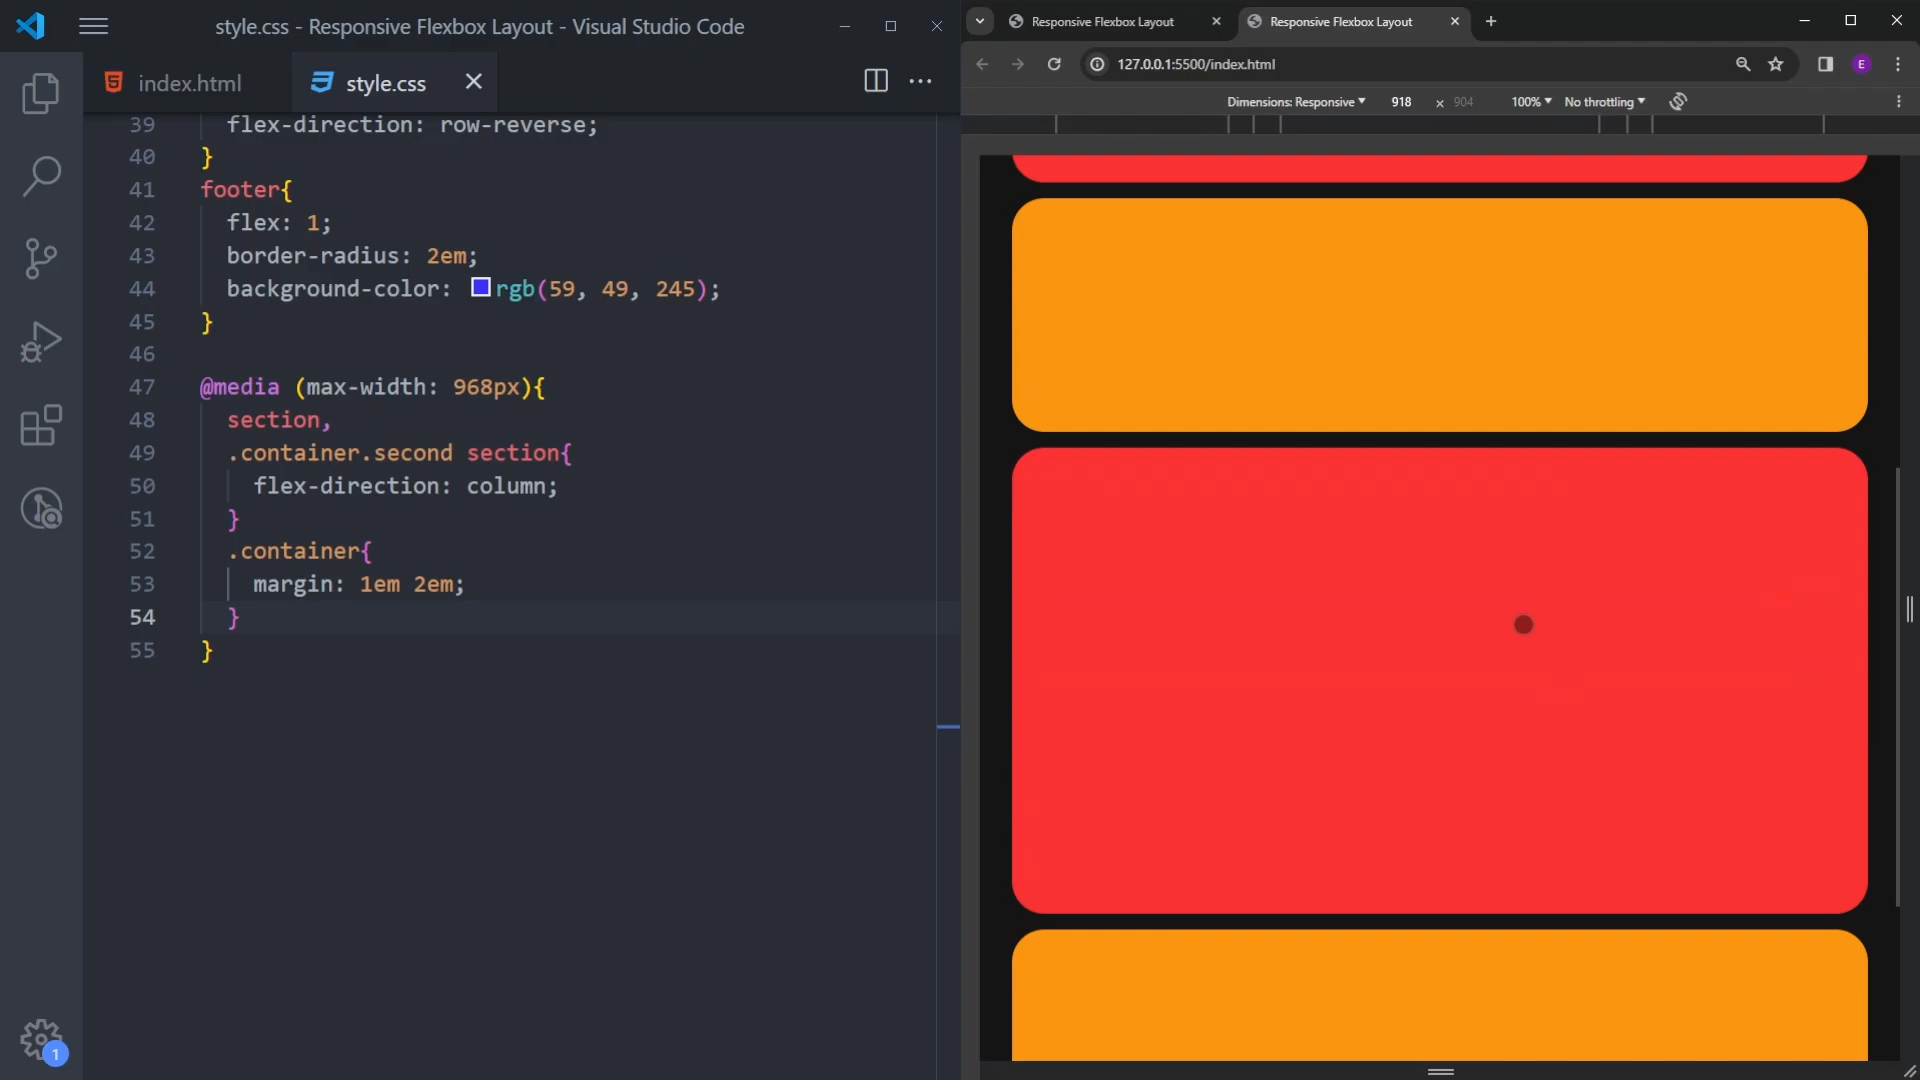 style.css - Responsive Flexbox Layout - Visual Studio Code
index.html
style.css
39 flex-direction: row-reverse;
40 }
41 footer{
42 flex: 1;
43 border-radius: 2em;
44 background-color: rgb(59, 49, 245);
45 }
46
47 @media (max-width: 968px){
48 section,
49 .container.second section{
50 flex-direction: column;
51 }
52 .container{
53 margin: 1em 2em;
54 }
55 }
1
Responsive Flexbox Layout
Responsive Flexbox Layout
127.0.0.1:5500/index.html
E
Dimensions: Responsive 918 × 904 100% No throttling